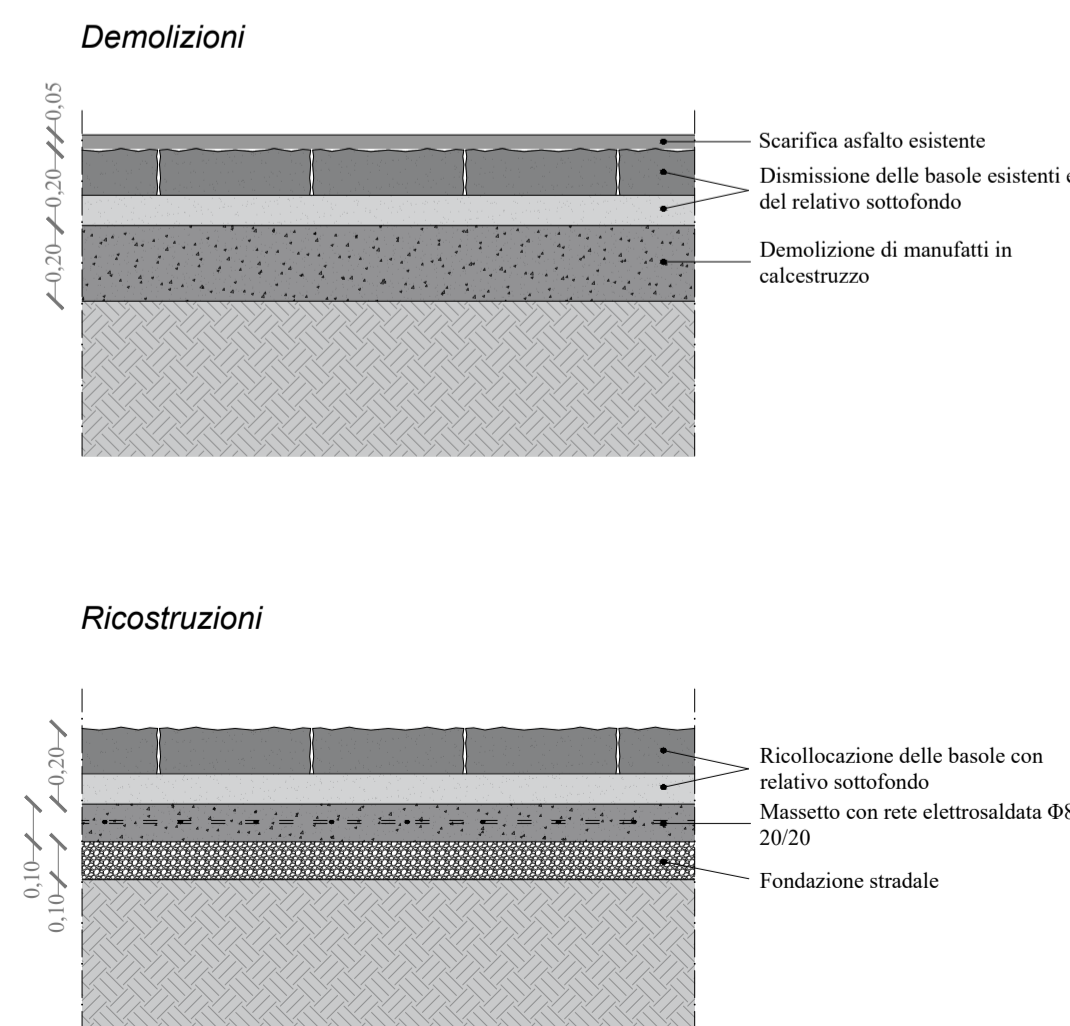 Demolizioni
0,05
0,20
0,20
Scarifica asfalto esistente
Dismissione delle basole esistenti e
del relativo sottofondo
Demolizione di manufatti in
calcestruzzo
Ricostruzioni
0,20
0,10
0,10
Ricollocazione delle basole con
relativo sottofondo
Massetto con rete elettrosaldata Φ8
20/20
Fondazione stradale